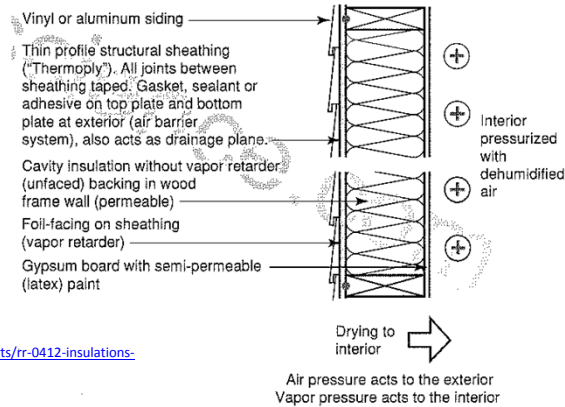 Vinyl or aluminum siding
Thin profile structural sheathing
("Thermoply"). All joints between
sheathing taped. Gasket, sealant or
adhesive on top plate and bottom
plate at exterior (air barrier
system), also acts as drainage plane.
Cavity insulation without vapor retarder
(unfaced) backing in wood
frame wall (permeable)
Foil-facing on sheathing
(vapor retarder)
Gypsum board with semi-permeable
(latex) paint
Interior
pressurized
with
dehumidified
air
Drying to
interior
ts/rr-0412-insulations-
Air pressure acts to the exterior
Vapor pressure acts to the interior